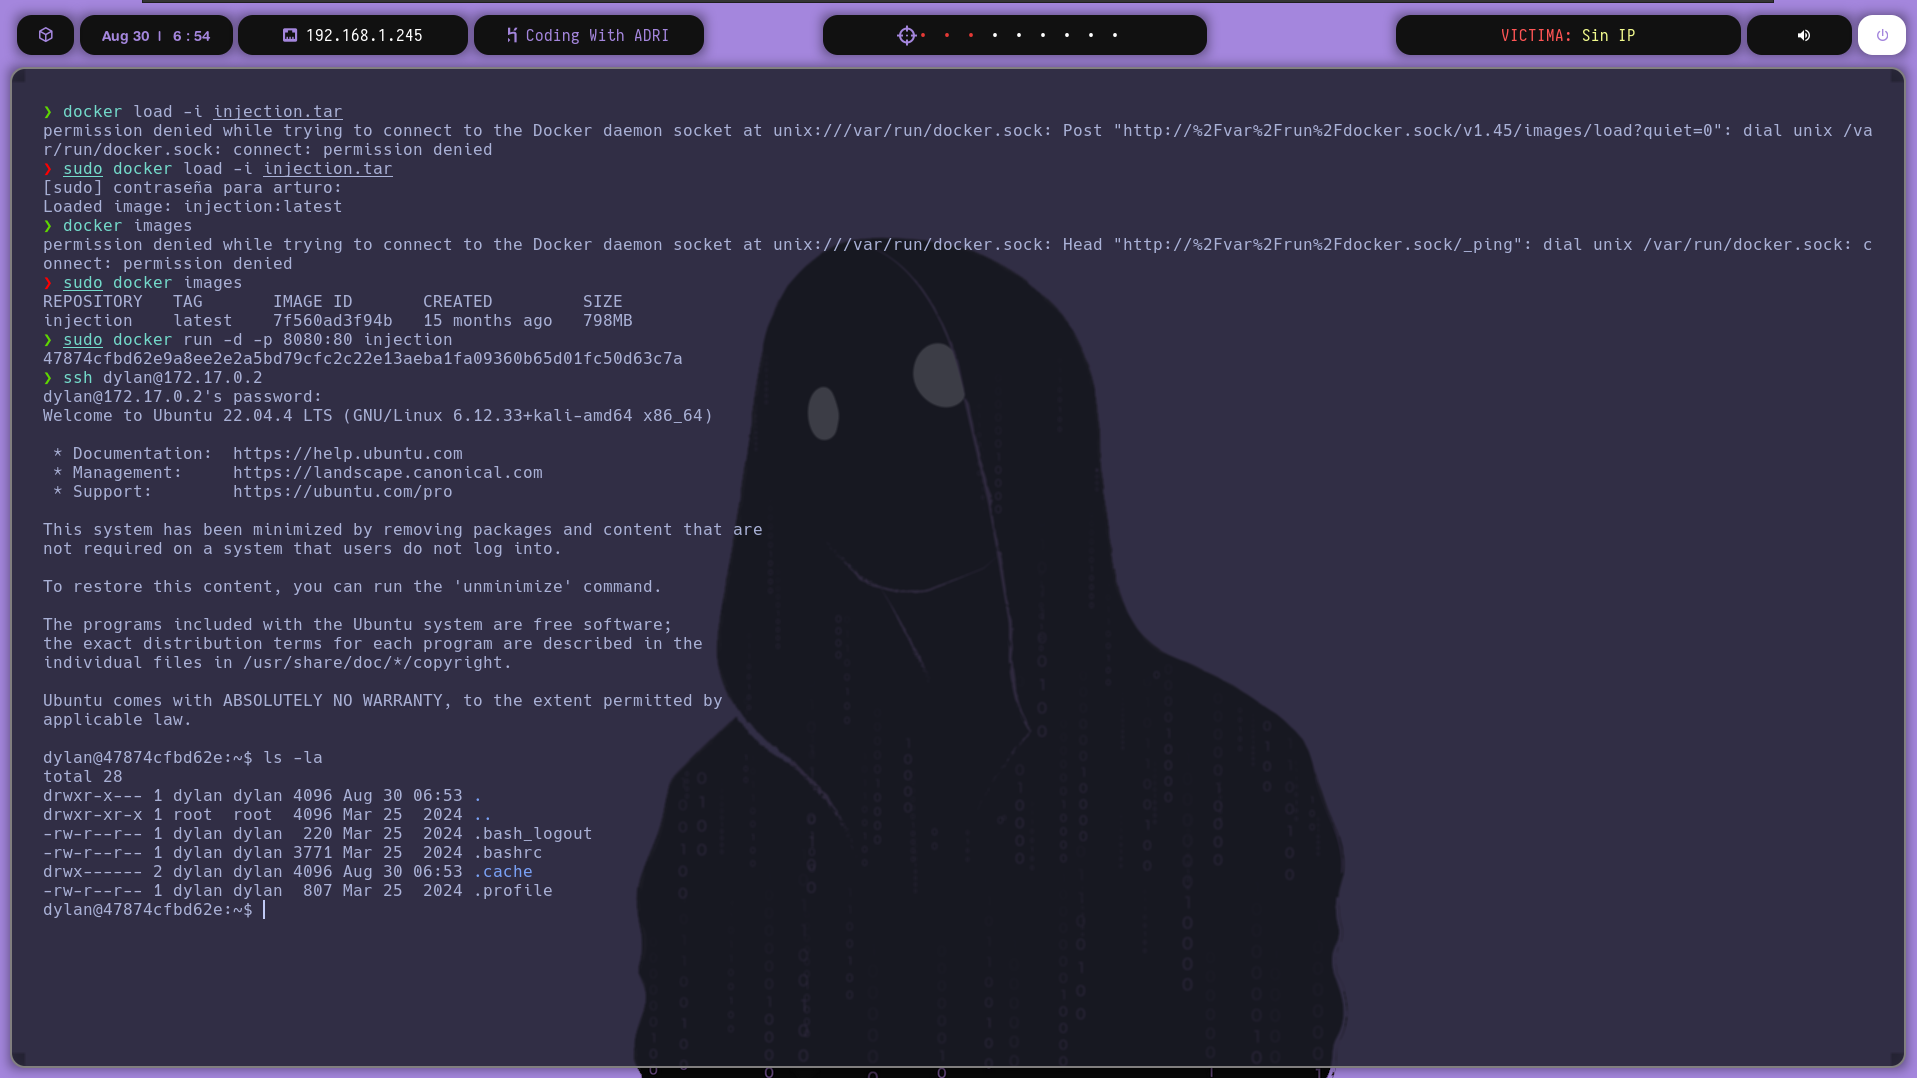 Aug 30 | 6 : 54
192.168.1.245
Coding With ADRI
VICTIMA: Sin IP
❯ docker load -i injection.tar
permission denied while trying to connect to the Docker daemon socket at unix:///var/run/docker.sock: Post "http://%2Fvar%2Frun%2Fdocker.sock/v1.45/images/load?quiet=0": dial unix /va
r/run/docker.sock: connect: permission denied
❯ sudo docker load -i injection.tar
[sudo] contraseña para arturo:
Loaded image: injection:latest
❯ docker images
permission denied while trying to connect to the Docker daemon socket at unix:///var/run/docker.sock: Head "http://%2Fvar%2Frun%2Fdocker.sock/_ping": dial unix /var/run/docker.sock: c
onnect: permission denied
❯ sudo docker images
REPOSITORY   TAG       IMAGE ID       CREATED         SIZE
injection    latest    7f560ad3f94b   15 months ago   798MB
❯ sudo docker run -d -p 8080:80 injection
47874cfbd62e9a8ee2e2a5bd79cfc2c22e13aeba1fa09360b65d01fc50d63c7a
❯ ssh dylan@172.17.0.2
dylan@172.17.0.2's password:
Welcome to Ubuntu 22.04.4 LTS (GNU/Linux 6.12.33+kali-amd64 x86_64)
 * Documentation:  https://help.ubuntu.com
 * Management:     https://landscape.canonical.com
 * Support:        https://ubuntu.com/pro
This system has been minimized by removing packages and content that are
not required on a system that users do not log into.
To restore this content, you can run the 'unminimize' command.
The programs included with the Ubuntu system are free software;
the exact distribution terms for each program are described in the
individual files in /usr/share/doc/*/copyright.
Ubuntu comes with ABSOLUTELY NO WARRANTY, to the extent permitted by
applicable law.
dylan@47874cfbd62e:~$ ls -la
total 28
drwxr-x--- 1 dylan dylan 4096 Aug 30 06:53 .
drwxr-xr-x 1 root  root  4096 Mar 25  2024 ..
-rw-r--r-- 1 dylan dylan  220 Mar 25  2024 .bash_logout
-rw-r--r-- 1 dylan dylan 3771 Mar 25  2024 .bashrc
drwx------ 2 dylan dylan 4096 Aug 30 06:53 .cache
-rw-r--r-- 1 dylan dylan  807 Mar 25  2024 .profile
dylan@47874cfbd62e:~$